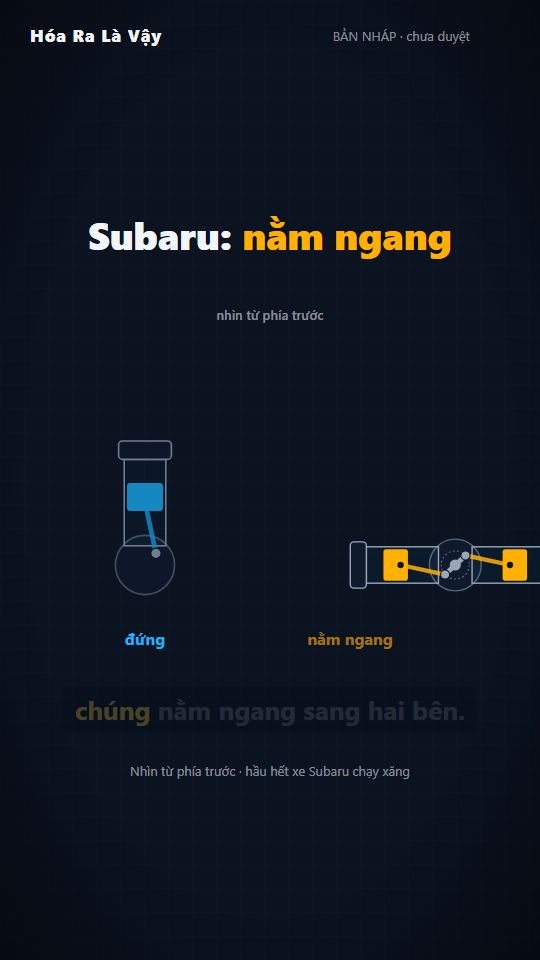 Hóa Ra Là Vậy
BẢN NHÁP · chưa duyệt
Subaru: nằm ngang
nhìn từ phía trước
đứng
nằm ngang
chúng nằm ngang sang hai bên.
Nhìn từ phía trước · hầu hết xe Subaru chạy xăng